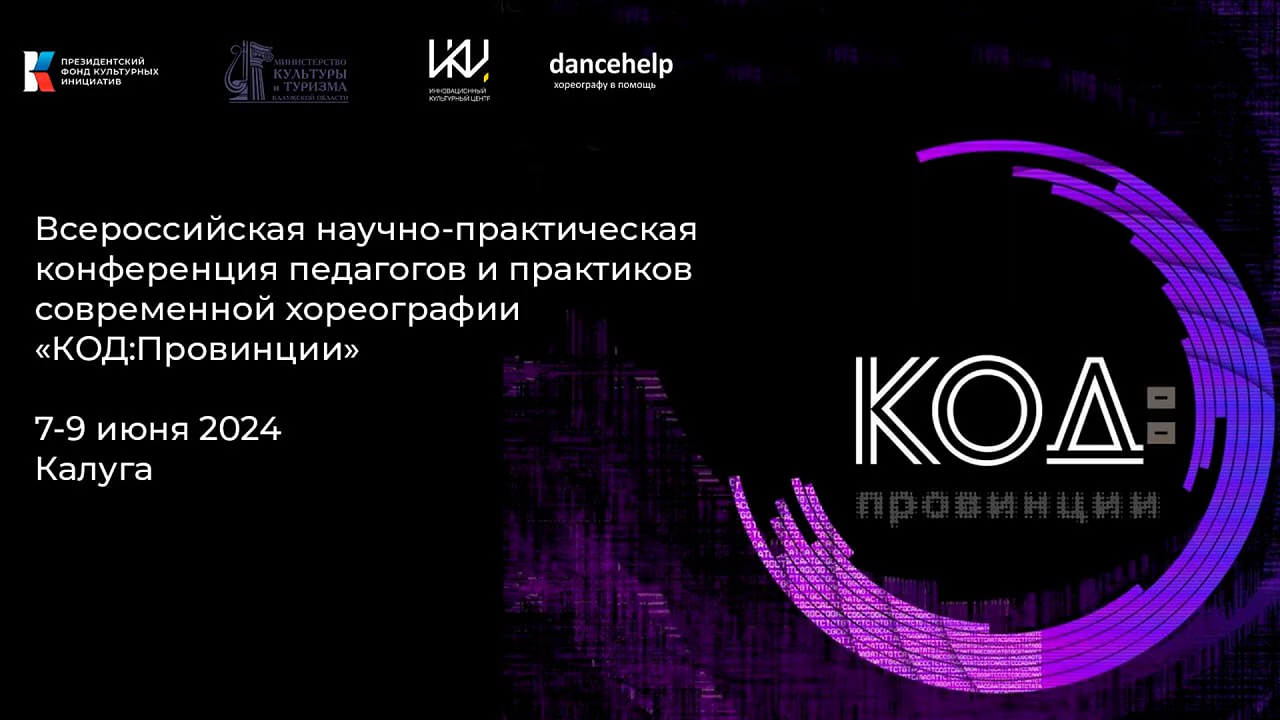 ПРЕЗИДЕНТСКИЙ
ФОНД КУЛЬТУРНЫХ
ИНИЦИАТИВ
МИНИСТЕРСТВО
КУЛЬТУРЫ
И ТУРИЗМА
КАЛУЖСКОЙ ОБЛАСТИ
ИКЦ
ИННОВАЦИОННЫЙ
КУЛЬТУРНЫЙ ЦЕНТР
dancehelp
хореографу в помощь
Всероссийская научно-практическая
конференция педагогов и практиков
современной хореографии
«КОД:Провинции»
7-9 июня 2024
Калуга
КОД:
провинции